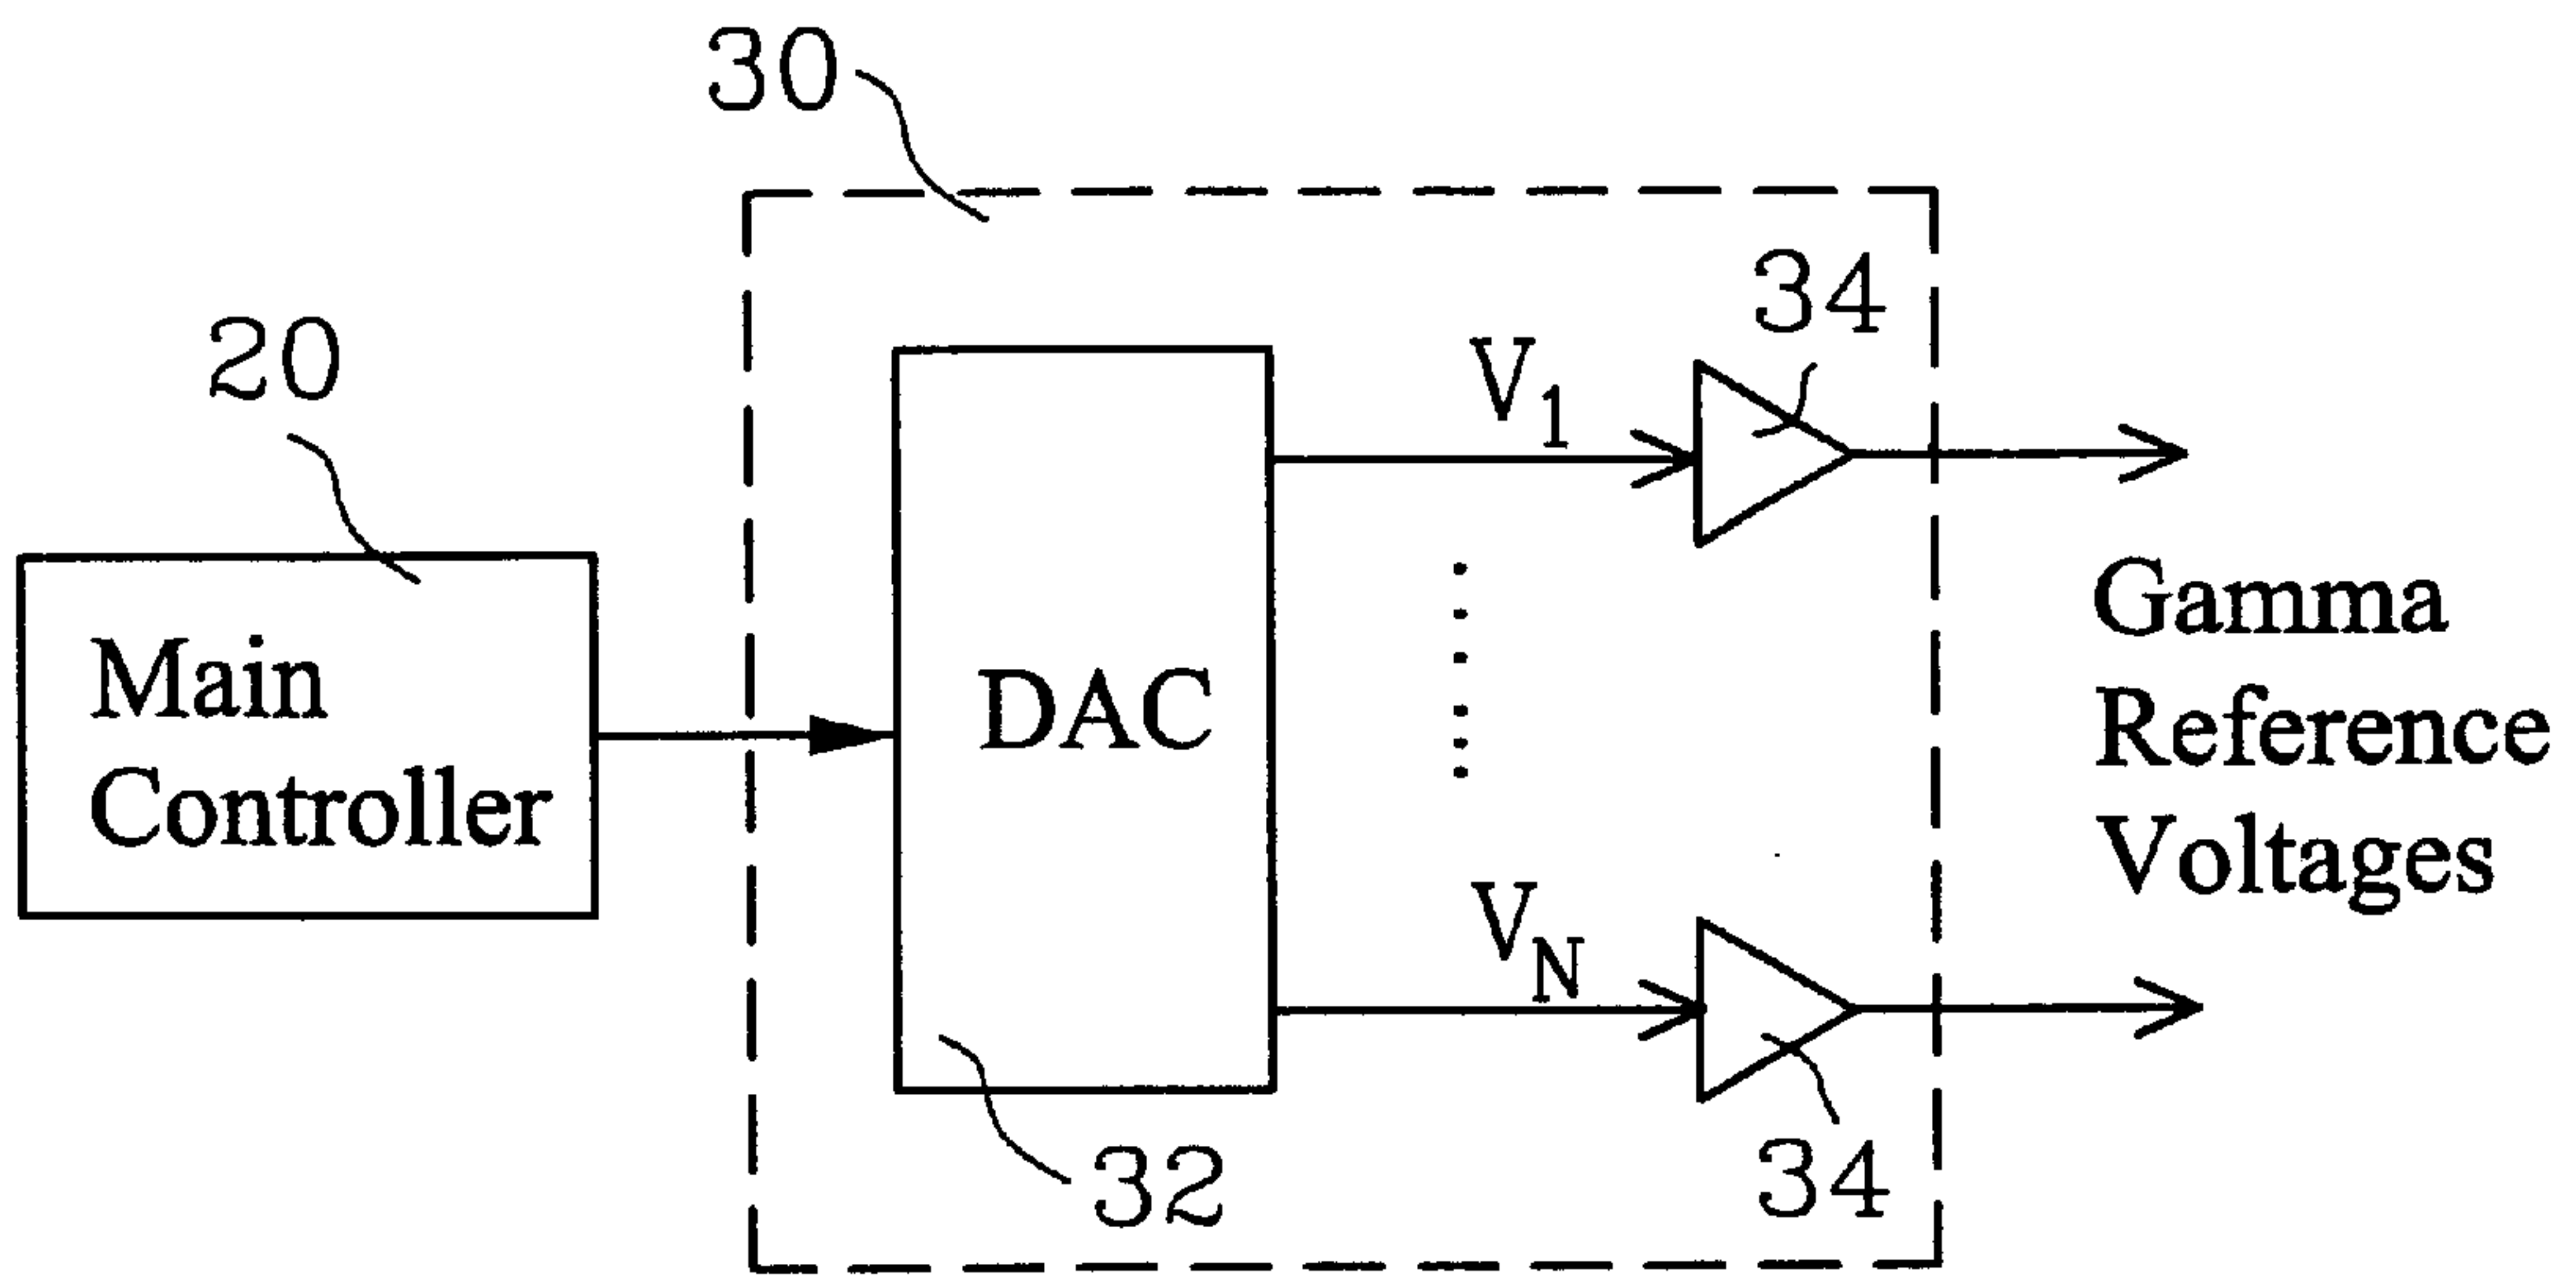 30
34
20
V1
Main
Controller
DAC
Gamma
Reference
Voltages
VN
32
34